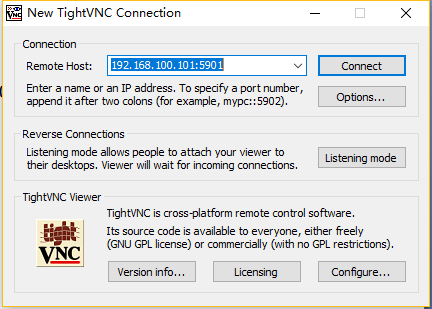 New TightVNC Connection
Connection
Remote Host:
192.168.100.101:5901
Connect
Enter a name or an IP address. To specify a port number,
append it after two colons (for example, mypc::5902).
Options...
Reverse Connections
Listening mode allows people to attach your viewer to
their desktops. Viewer will wait for incoming connections.
Listening mode
TightVNC Viewer
tight
VNC
TightVNC is cross-platform remote control software.
Its source code is available to everyone, either freely
(GNU GPL license) or commercially (with no GPL restrictions).
Version info...
Licensing
Configure...